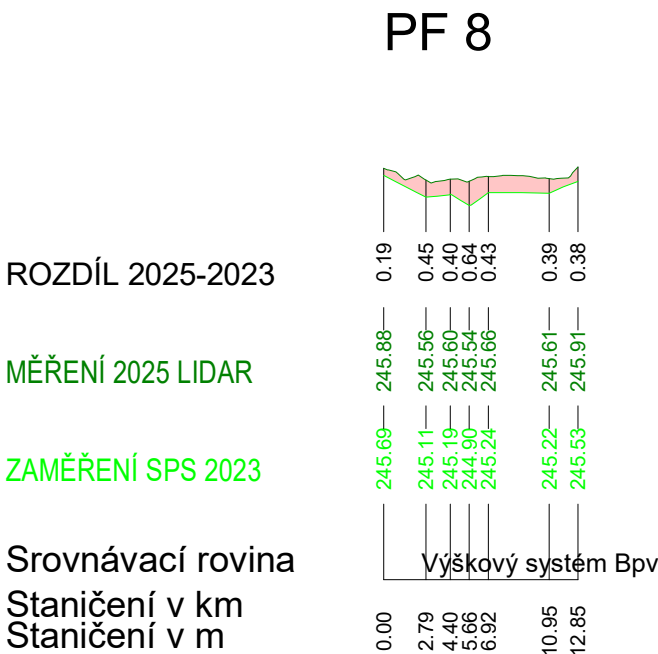 PF 8
ROZDÍL 2025-2023 0.19 0.45 0.40 0.64 0.43 0.39 0.38
MĚŘENÍ 2025 LIDAR 245.88 245.56 245.60 245.54 245.66 245.61 245.91
ZAMĚŘENÍ SPS 2023 245.69 245.11 245.19 244.90 245.24 245.22 245.53
Srovnávací rovina Výškový systém Bpv
Staničení v km
Staničení v m 0.00 2.79 4.40 5.66 6.92 10.95 12.85